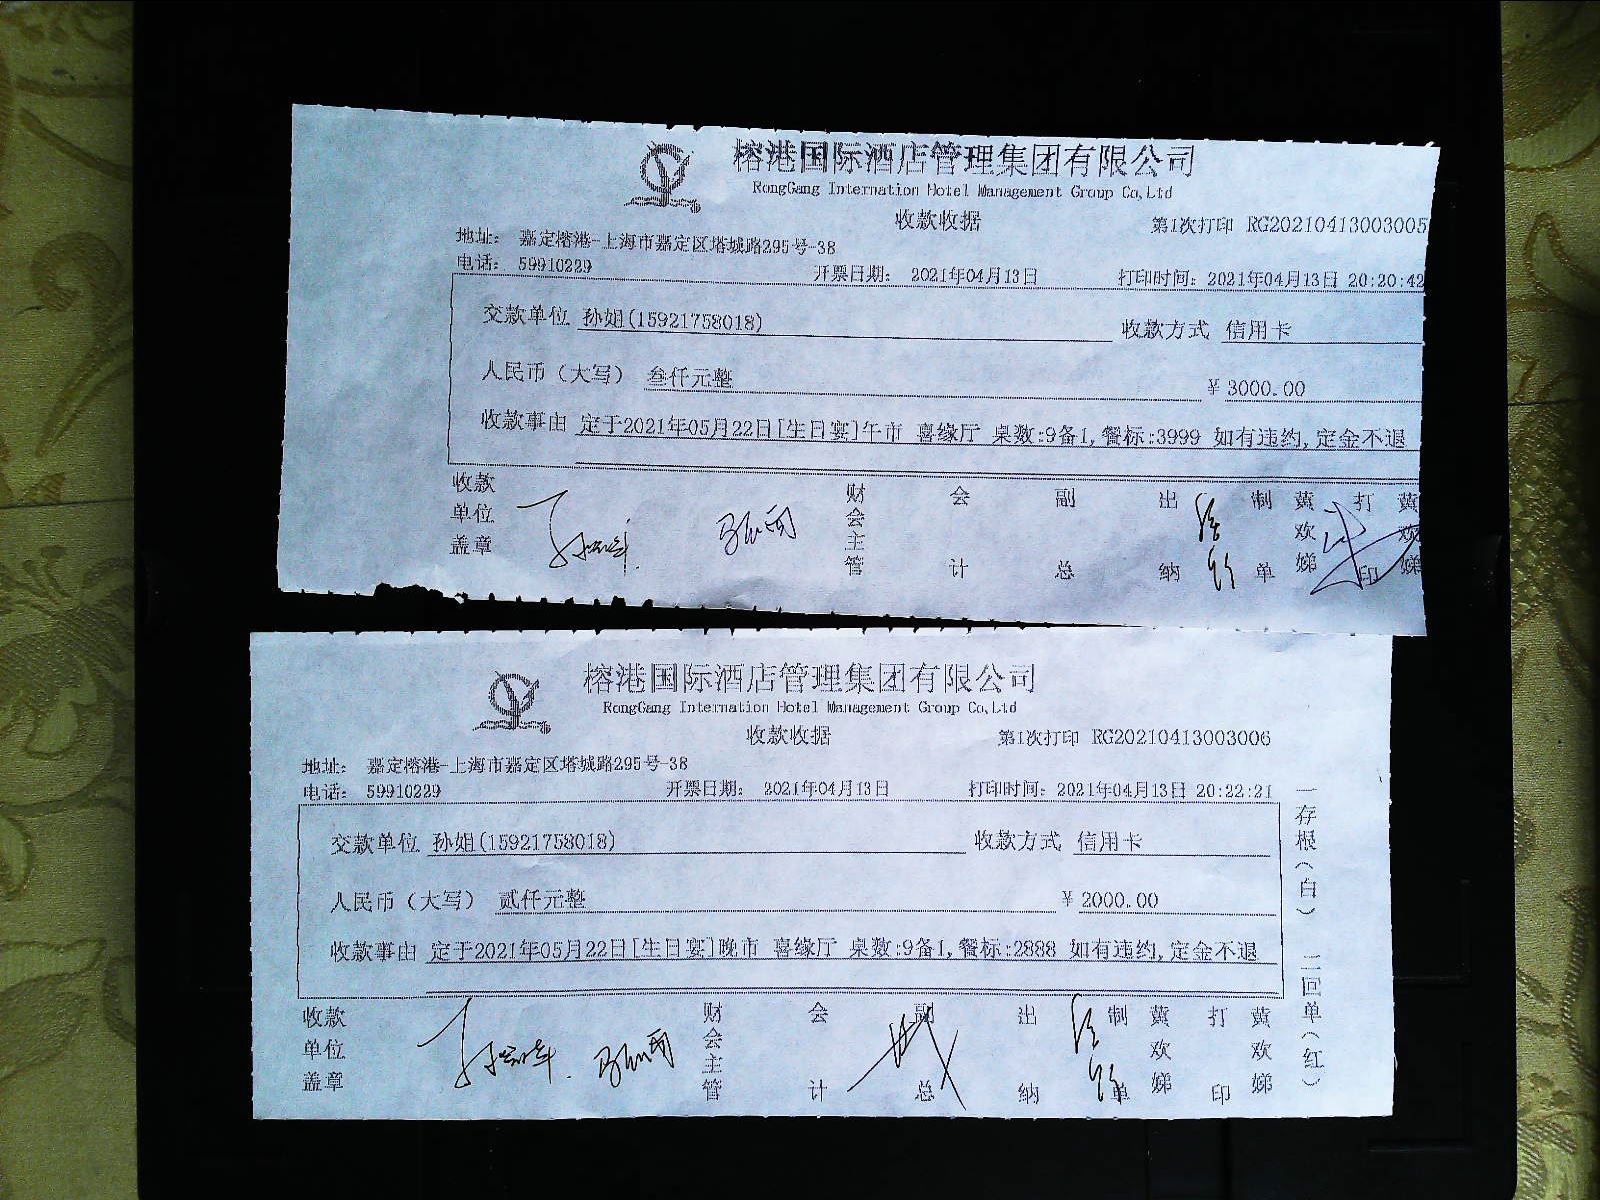 榕港国际酒店管理集团有限公司
RongGang Internation Hotel Management Group Co,Ltd
收款收据
第1次打印 RG20210413003005
地址: 嘉定榕港-上海市嘉定区塔城路295号-38
电话: 59910229 开票日期: 2021年04月13日 打印时间: 2021年04月13日 20:20:42
交款单位 孙姐(15921758018) 收款方式 信用卡
人民币（大写） 叁仟元整 ¥ 3000.00
收款事由 定于2021年05月22日[生日宴]午市 喜缘厅 桌数:9备1,餐标:3999 如有违约,定金不退
收款单位盖章 财会主管 会计 副总 出纳 制单 黄欢娣 打印 黄欢娣
榕港国际酒店管理集团有限公司
RongGang Internation Hotel Management Group Co,Ltd
收款收据
第1次打印 RG20210413003006
地址: 嘉定榕港-上海市嘉定区塔城路295号-38
电话: 59910229 开票日期: 2021年04月13日 打印时间: 2021年04月13日 20:22:21
交款单位 孙姐(15921758018) 收款方式 信用卡
人民币（大写） 贰仟元整 ¥ 2000.00
收款事由 定于2021年05月22日[生日宴]晚市 喜缘厅 桌数:9备1,餐标:2888 如有违约,定金不退
收款单位盖章 财会主管 会计 副总 出纳 制单 黄欢娣 打印 黄欢娣
一存根(白) 二回单(红)